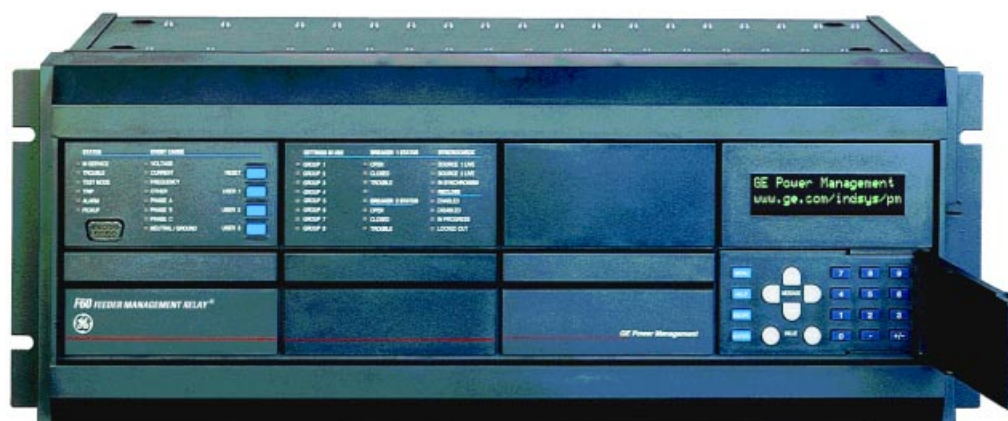 STATUS
IN SERVICE
TROUBLE
TEST MODE
TRIP
ALARM
PICKUP
EVENT CAUSE
VOLTAGE
CURRENT
FREQUENCY
OTHER
PHASE A
PHASE B
PHASE C
NEUTRAL/GROUND
RESET
USER 1
USER 2
USER 3
SETTINGS IN USE
GROUP 1
GROUP 2
GROUP 3
GROUP 4
GROUP 5
GROUP 6
GROUP 7
GROUP 8
BREAKER 1 STATUS
OPEN
CLOSED
TROUBLE
BREAKER 2 STATUS
OPEN
CLOSED
TROUBLE
SYNCHROCHECK
SOURCE 1 LIVE
SOURCE 2 LIVE
IN SYNCHRONISM
RECLOSE
ENABLED
DISABLED
IN PROGRESS
LOCKED OUT
GE Power Management
www.ge.com/indsys/pm
F60 FEEDER MANAGEMENT RELAY®
GE
GE Power Management
MENU
HELP
MESSAGE
VALUE
7 8 9
4 5 6
1 2 3
0 . +/-